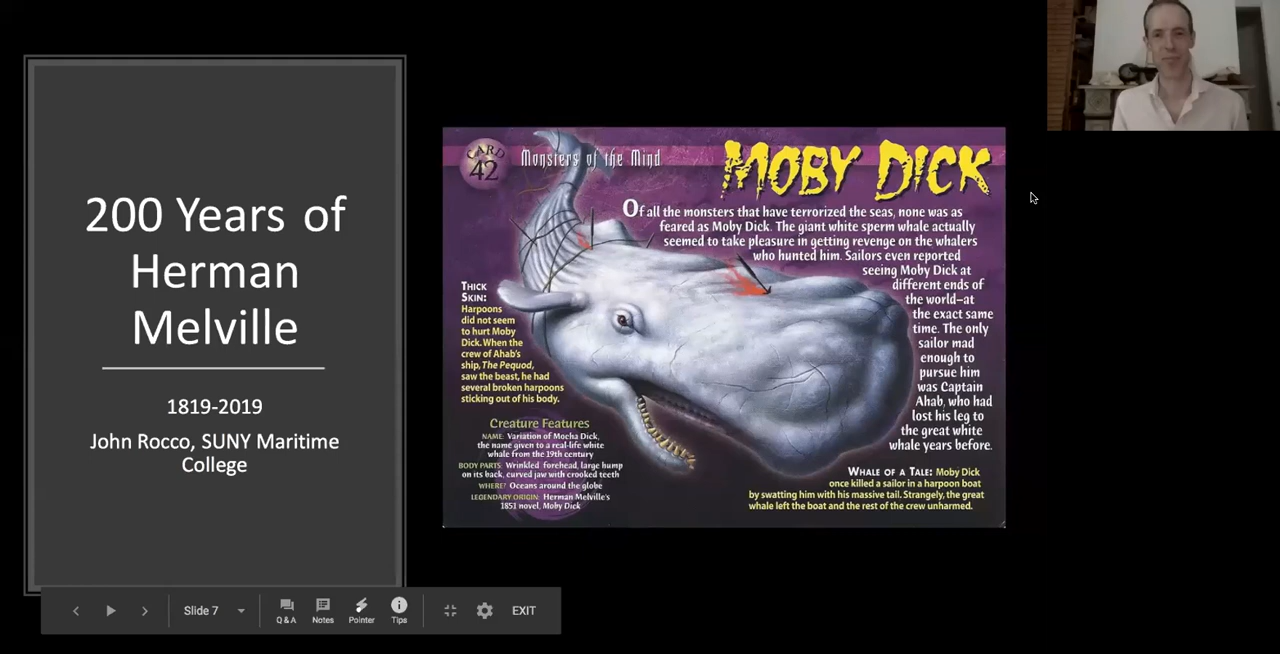 200 Years of
Herman
Melville
1819-2019
John Rocco, SUNY Maritime
College
CARD
42
Monsters of the Mind
MOBY DICK
Of all the monsters that have terrorized the seas, none was as
feared as Moby Dick. The giant white sperm whale actually
seemed to take pleasure in getting revenge on the whalers
who hunted him. Sailors even reported
seeing Moby Dick at
different ends of
the world–at
the exact same
time. The only
sailor mad
enough to
pursue him
was Captain
Ahab, who had
lost his leg to
the great white
whale years before.
THICK
SKIN:
Harpoons
did not seem
to hurt Moby
Dick. When the
crew of Ahab's
ship, The Pequod,
saw the beast, he had
several broken harpoons
sticking out of his body.
Creature Features
NAME: Variation of Mocha Dick,
the name given to a real-life white
whale from the 19th century
BODY PARTS: Wrinkled forehead, large hump
on its back, curved jaw with crooked teeth
WHERE? Oceans around the globe
LEGENDARY ORIGIN: Herman Melville's
1851 novel, Moby Dick
WHALE OF A TALE: Moby Dick
once killed a sailor in a harpoon boat
by swatting him with his massive tail. Strangely, the great
whale left the boat and the rest of the crew unharmed.
Slide 7
Q & A
Notes
Pointer
Tips
EXIT